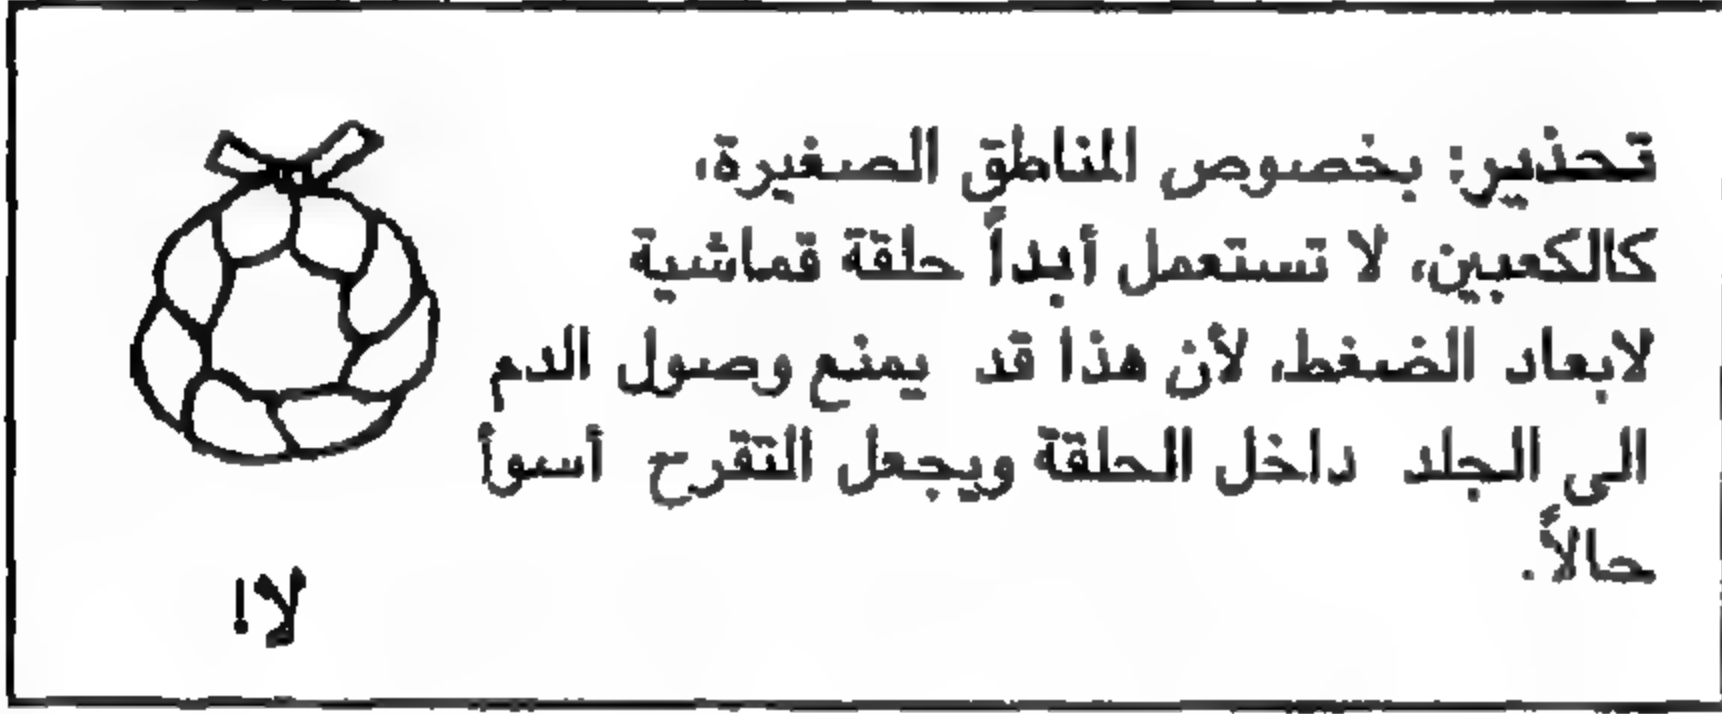 تحذير: بخصوص المناطق الصغيرة،
كالكعبين، لا تستعمل أبداً حلقة قماشية
لابعاد الضغط، لأن هذا قد يمنع وصول الدم
الى الجلد داخل الحلقة ويجعل التقرح أسوأ
حالاً.
لا!